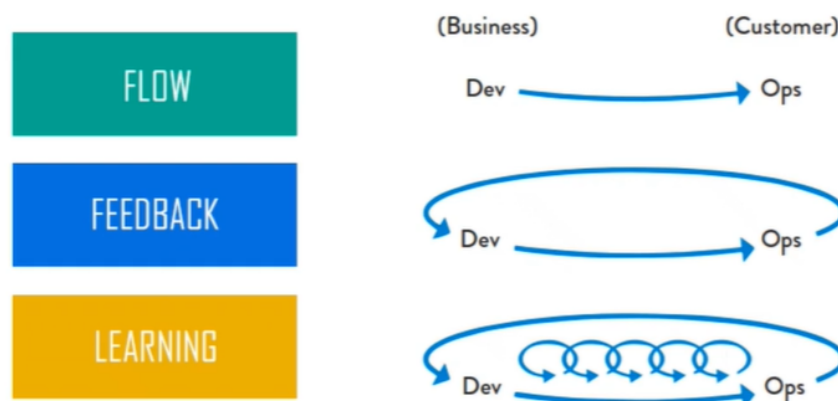 (Business) (Customer)
FLOW
Dev Ops
FEEDBACK
Dev Ops
LEARNING
Dev Ops